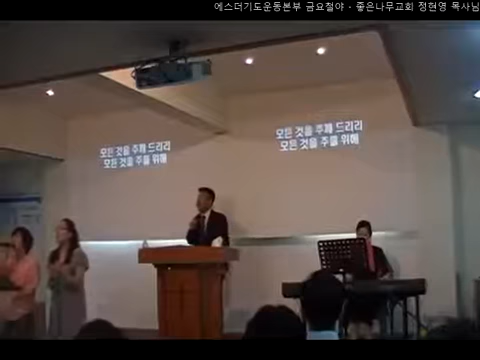 에스더기도운동본부 금요철야 - 좋은나무교회 정현영 목사님
모든 것을 주께 드리리
모든 것을 주를 위해
모든 것을 주께 드리리
모든 것을 주를 위해